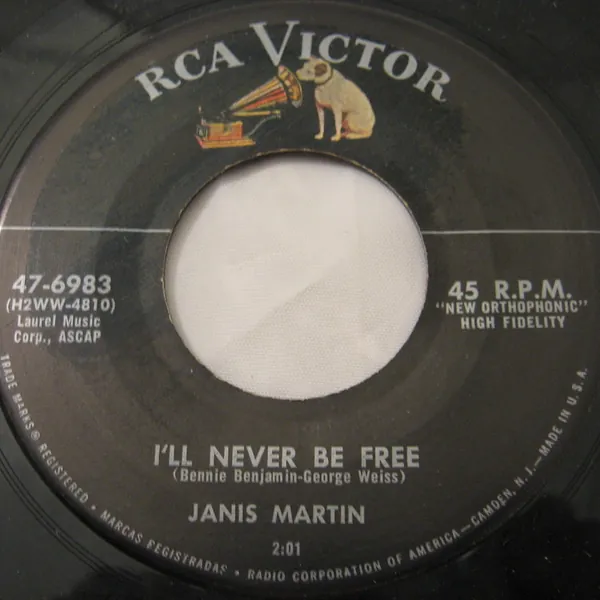 RCA VICTOR
47-6983
(H2WW-4810)
Laurel Music
Corp., ASCAP
45 R.P.M.
"NEW ORTHOPHONIC"
HIGH FIDELITY
I'LL NEVER BE FREE
(Bennie Benjamin-George Weiss)
JANIS MARTIN
2:01
TRADE MARKS ® REGISTERED • MARCAS REGISTRADAS • RADIO CORPORATION OF AMERICA—CAMDEN, N. J.—MADE IN U.S.A.